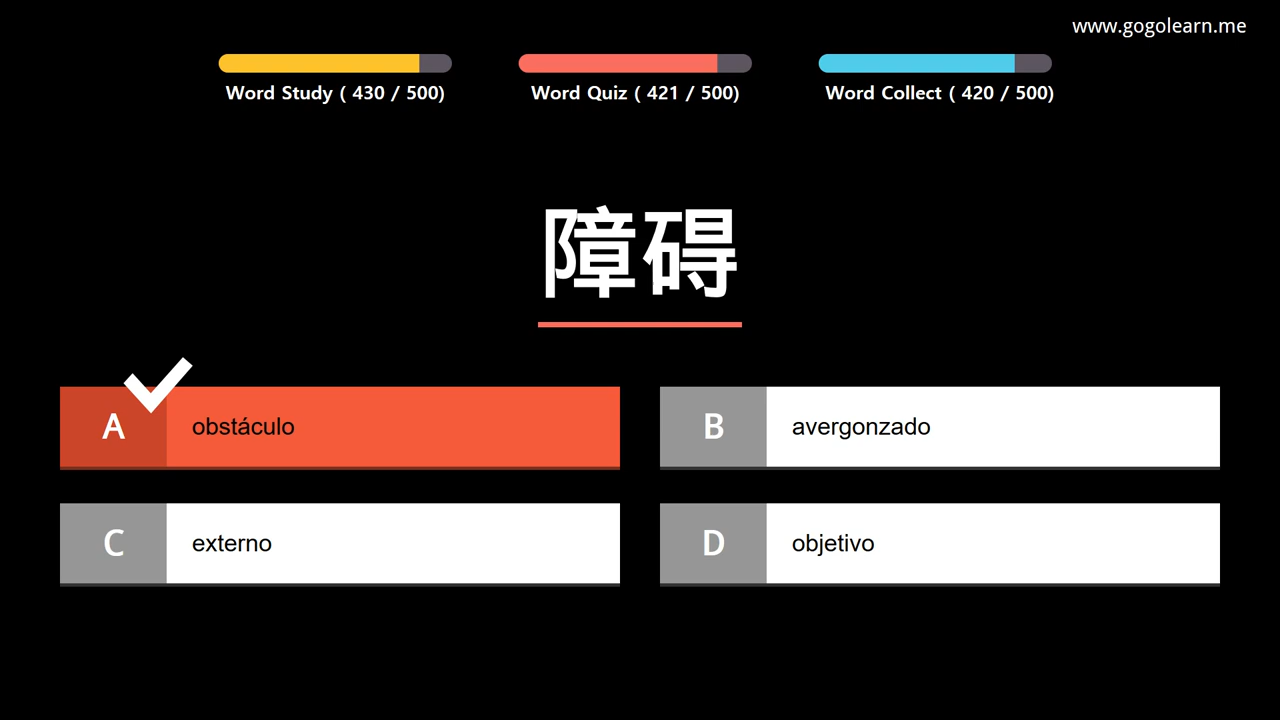 www.gogolearn.me
Word Study ( 430 / 500)
Word Quiz ( 421 / 500)
Word Collect ( 420 / 500)
障碍
A obstáculo
B avergonzado
C externo
D objetivo